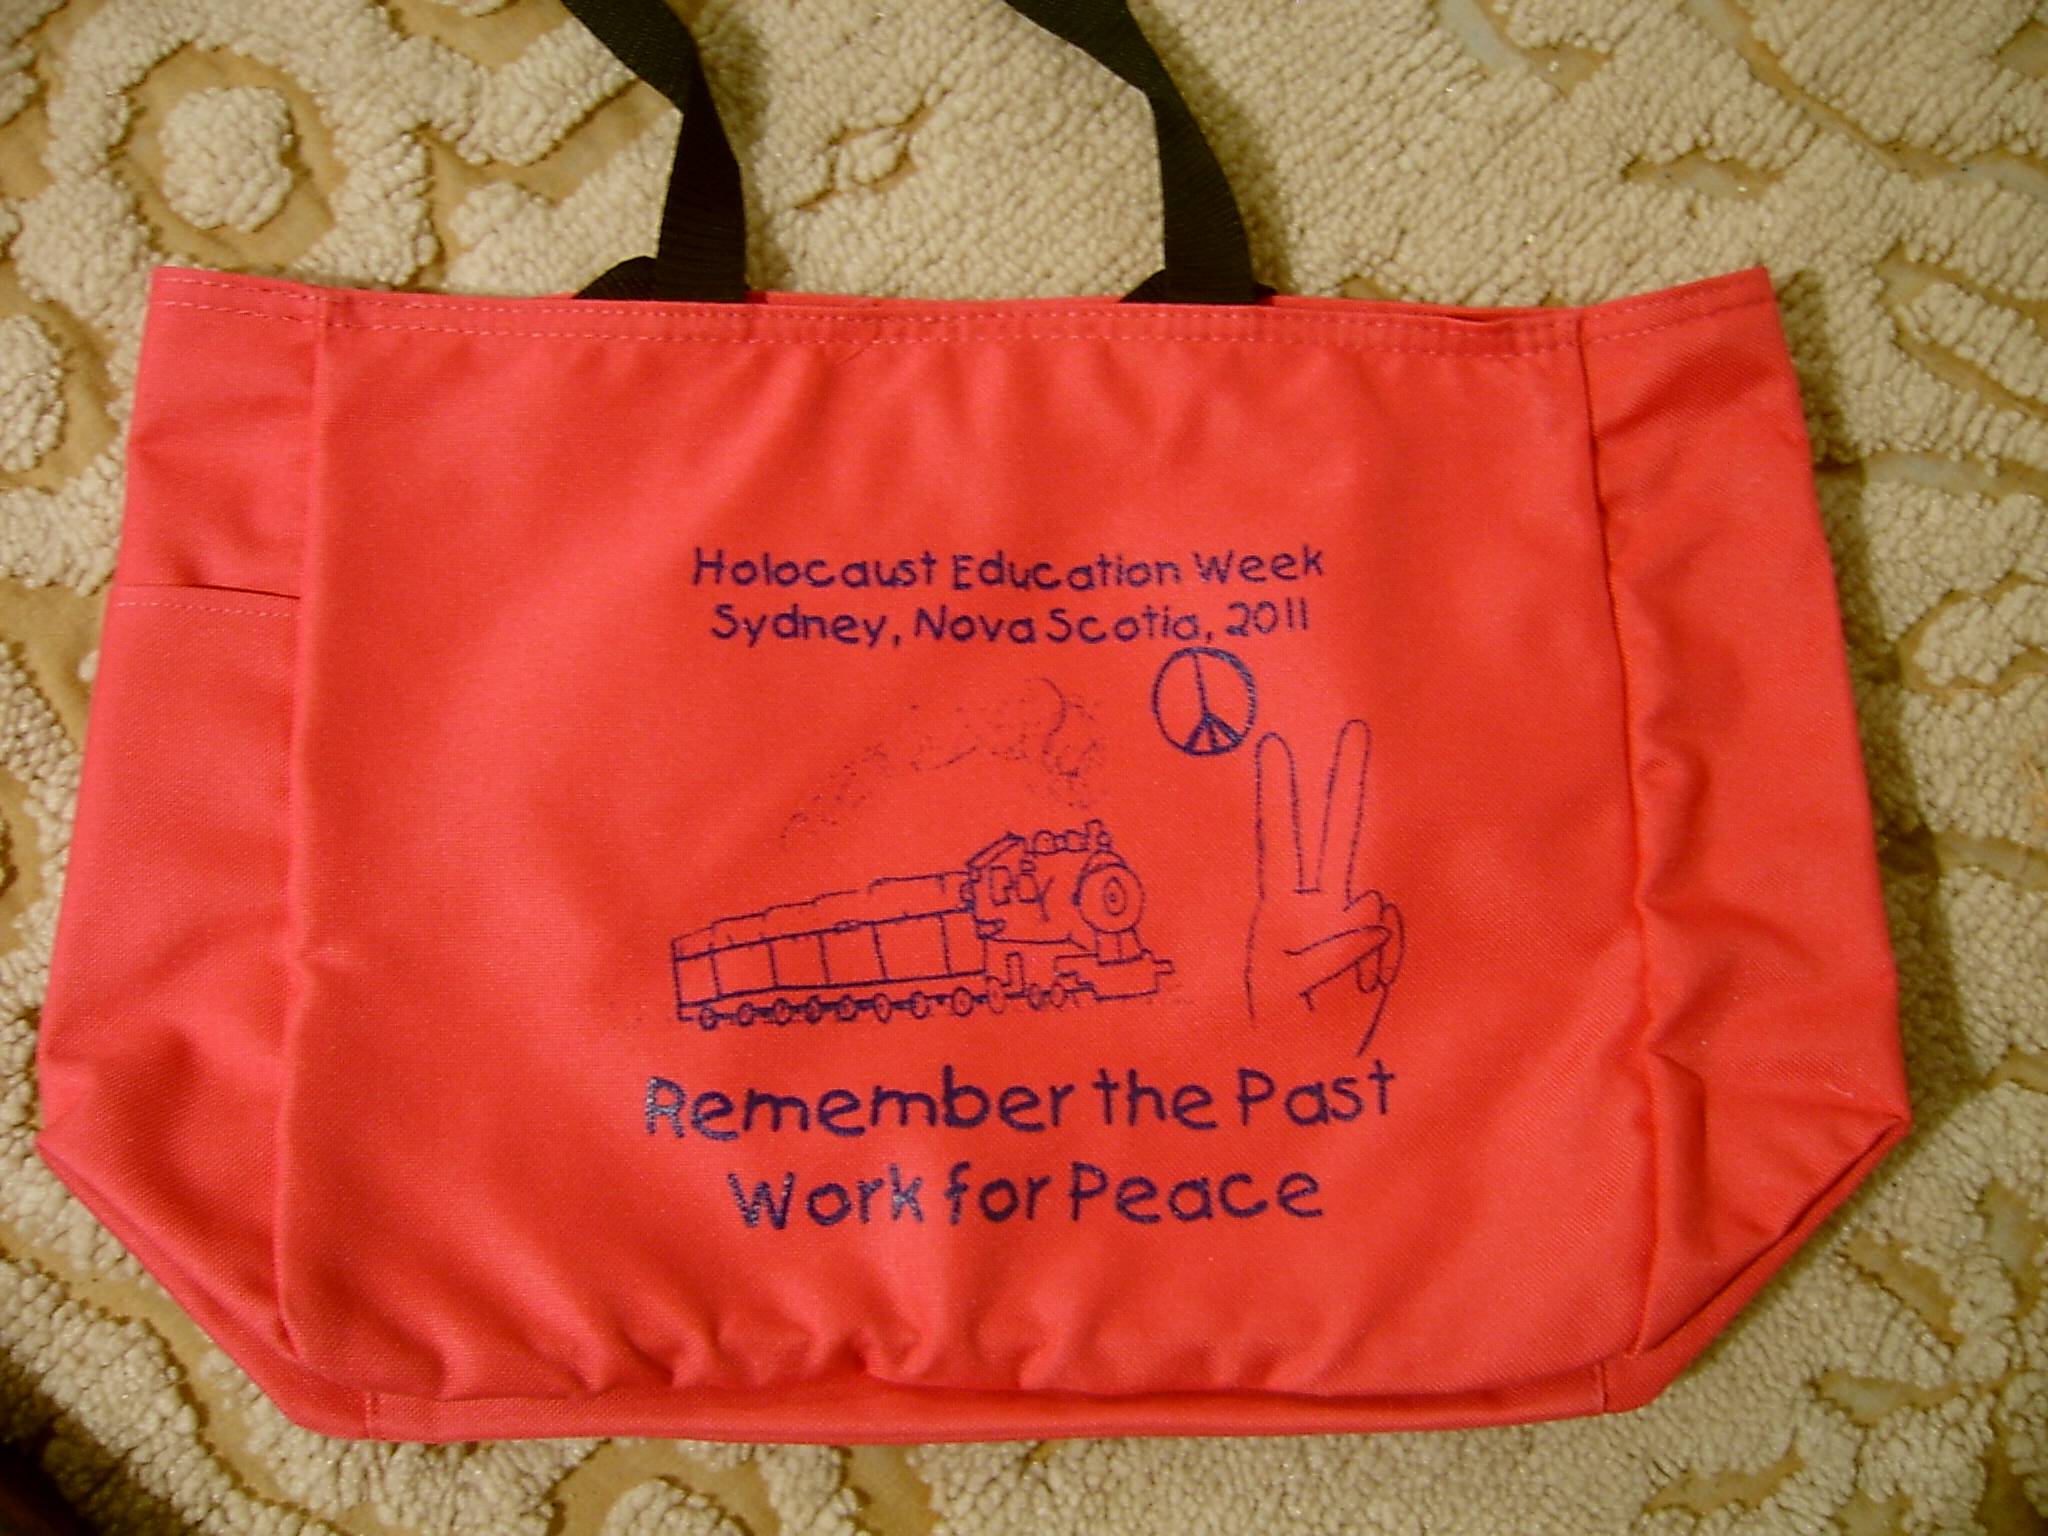 Holocaust Education Week
Sydney, Nova Scotia, 2011
Remember the Past
Work for Peace